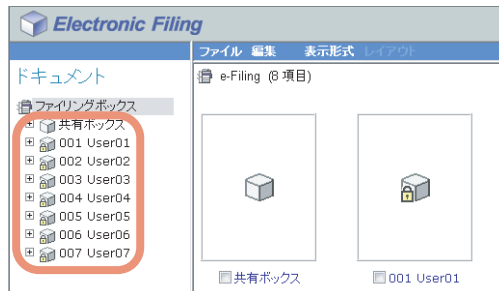 Electronic Filing
ファイル 編集 表示形式 レイアウト
ドキュメント
e-Filing (8 項目)
ファイリングボックス
共有ボックス
001 User01
002 User02
003 User03
004 User04
005 User05
006 User06
007 User07
共有ボックス
001 User01